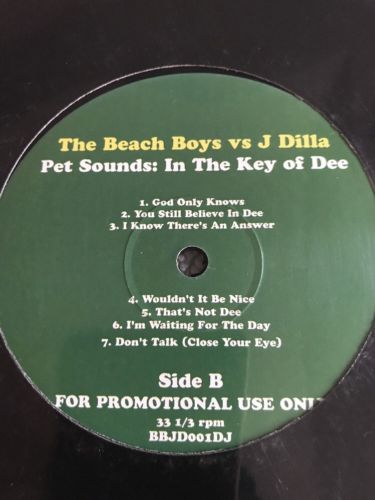 The Beach Boys vs J Dilla
Pet Sounds: In The Key of Dee
1. God Only Knows
2. You Still Believe In Dee
3. I Know There's An Answer
4. Wouldn't It Be Nice
5. That's Not Dee
6. I'm Waiting For The Day
7. Don't Talk (Close Your Eye)
Side B
FOR PROMOTIONAL USE ONLY
33 1/3 rpm
BBJD001DJ